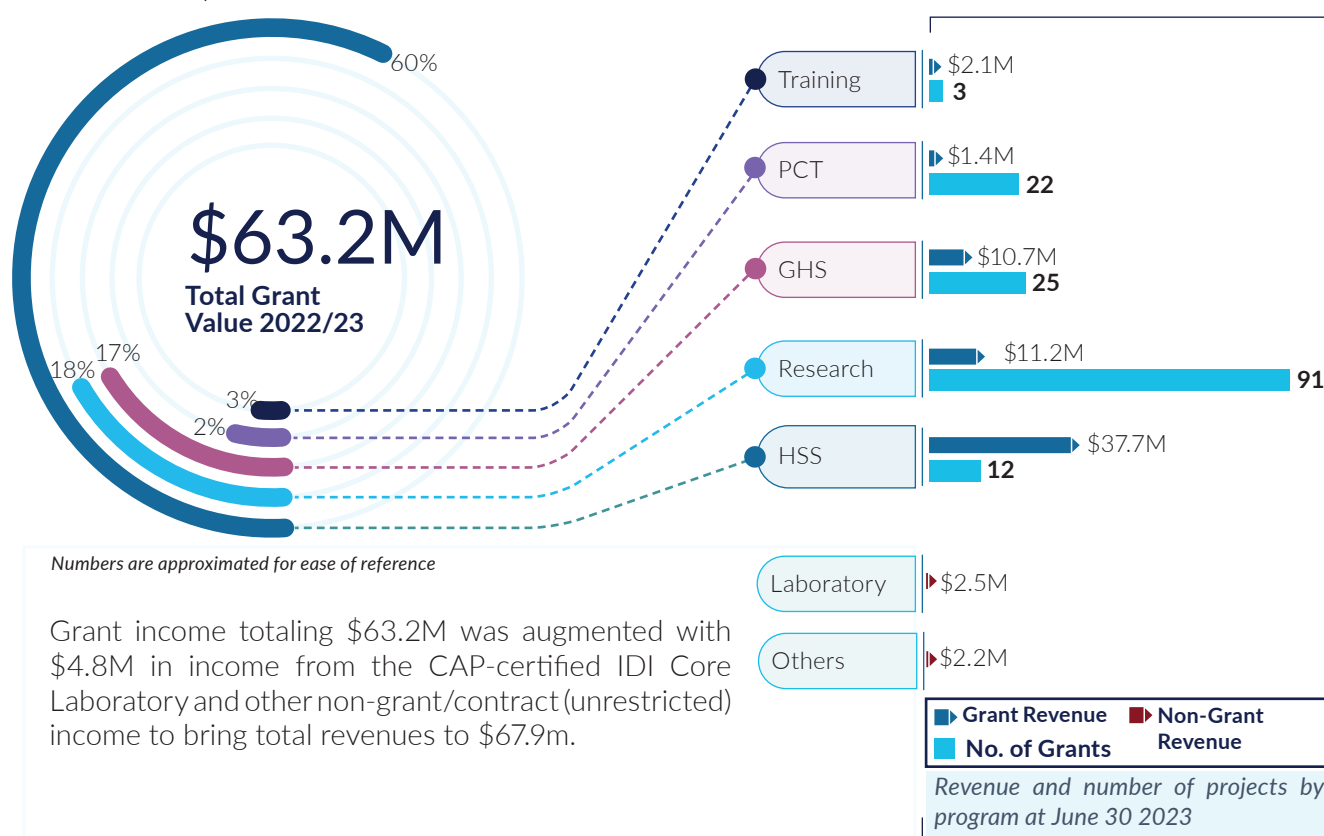 60%
$63.2M
Total Grant
Value 2022/23
17%
18%
3%
2%
Training
$2.1M
3
PCT
$1.4M
22
GHS
$10.7M
25
Research
$11.2M
91
HSS
$37.7M
12
Numbers are approximated for ease of reference
Grant income totaling $63.2M was augmented with
$4.8M in income from the CAP-certified IDI Core
Laboratory and other non-grant/contract (unrestricted)
income to bring total revenues to $67.9m.
Laboratory
$2.5M
Others
$2.2M
Grant Revenue
Non-Grant
Revenue
No. of Grants
Revenue and number of projects by
program at June 30 2023